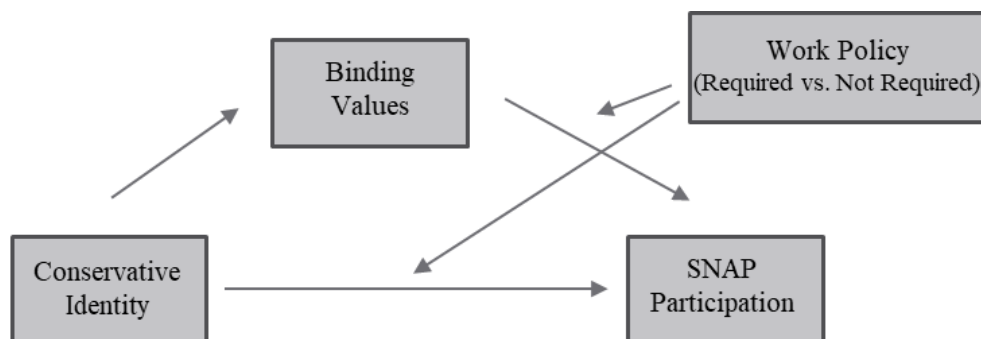 Binding
Values
Work Policy
(Required vs. Not Required)
Conservative
Identity
SNAP
Participation